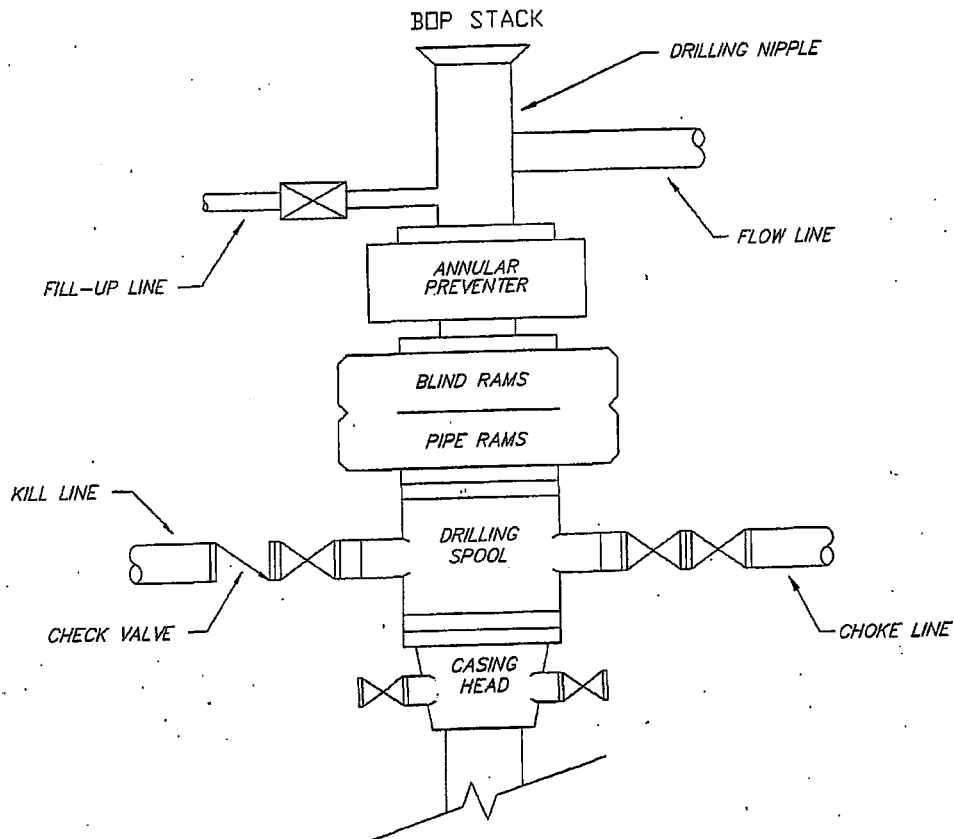 BOP STACK
DRILLING NIPPLE
FLOW LINE
FILL-UP LINE
ANNULAR
PREVENTER
BLIND RAMS
PIPE RAMS
KILL LINE
DRILLING
SPOOL
CHECK VALVE
CHOKE LINE
CASING
HEAD